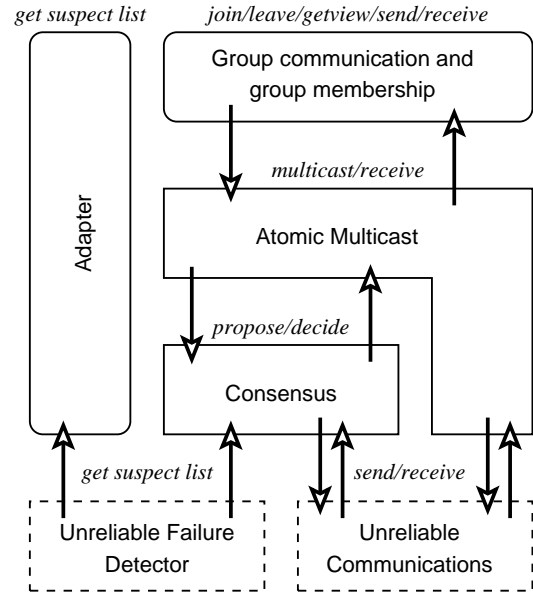 get suspect list
join/leave/getview/send/receive
Group communication and
group membership
multicast/receive
Adapter
Atomic Multicast
propose/decide
Consensus
get suspect list
send/receive
Unreliable Failure
Detector
Unreliable
Communications